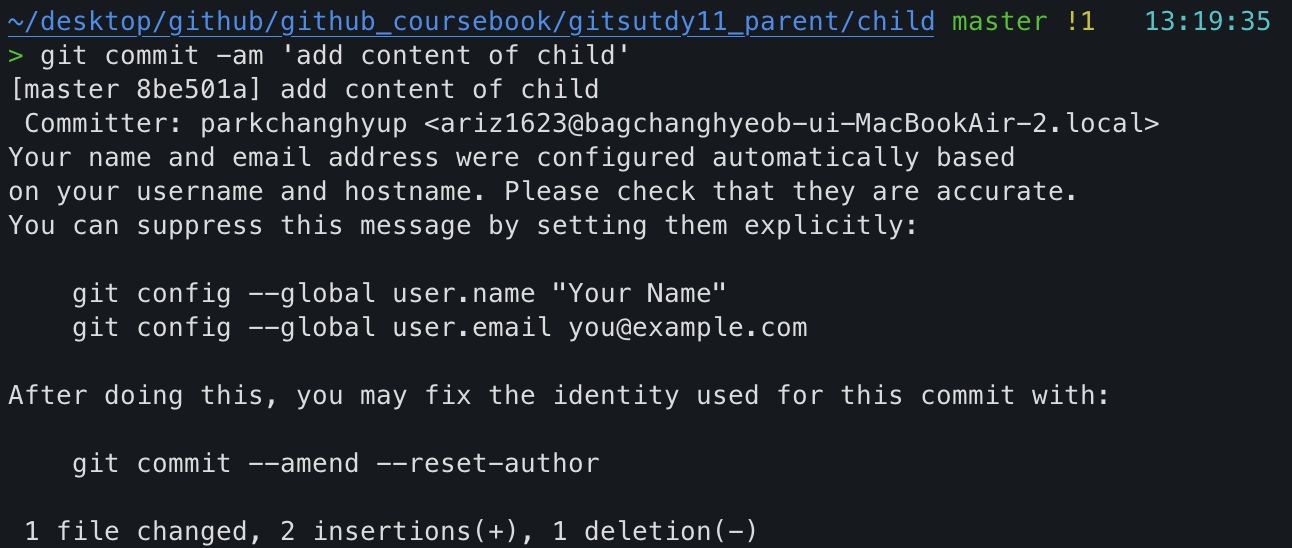 ~/desktop/github/github_coursebook/gitsutdy11_parent/child master !1 13:19:35
> git commit -am 'add content of child'
[master 8be501a] add content of child
Committer: parkchanghyup <ariz1623@bagchanghyeob-ui-MacBookAir-2.local>
Your name and email address were configured automatically based
on your username and hostname. Please check that they are accurate.
You can suppress this message by setting them explicitly:
git config --global user.name "Your Name"
git config --global user.email you@example.com
After doing this, you may fix the identity used for this commit with:
git commit --amend --reset-author
1 file changed, 2 insertions(+), 1 deletion(-)